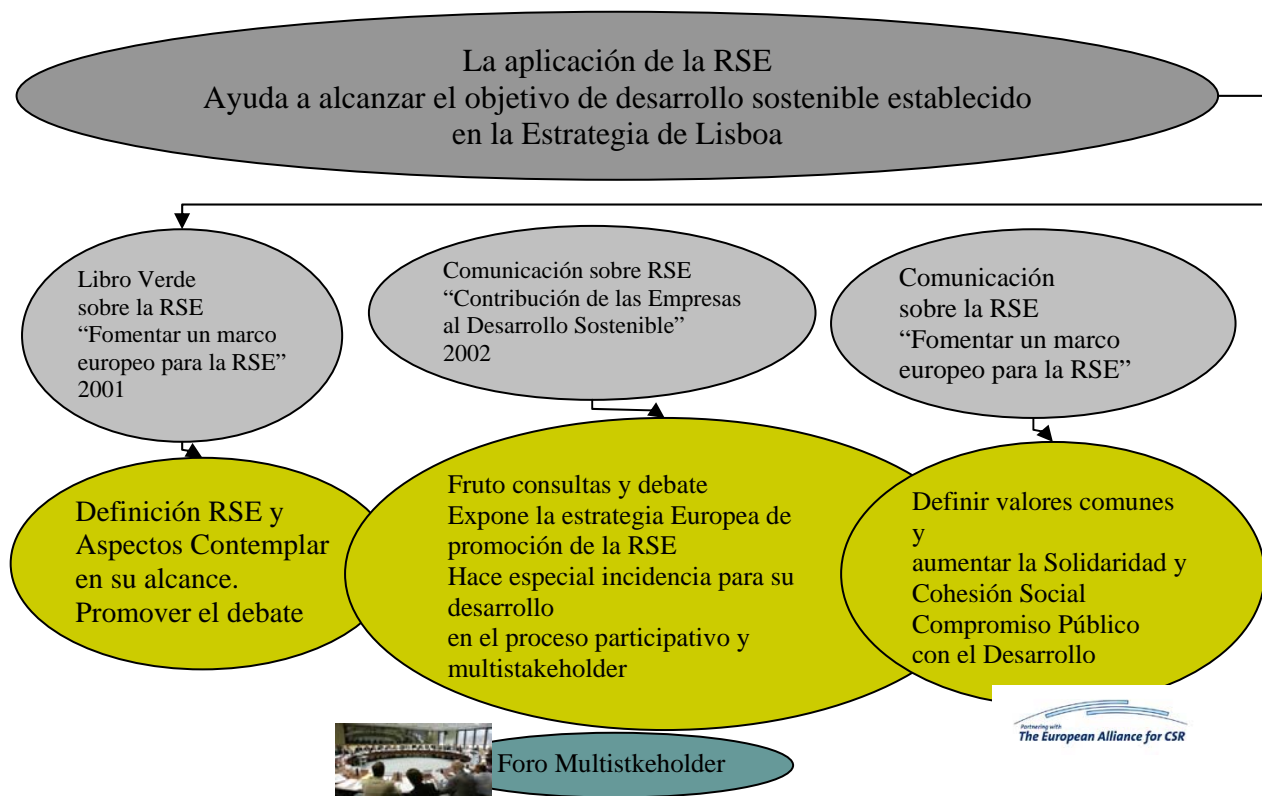 La aplicación de la RSE
Ayuda a alcanzar el objetivo de desarrollo sostenible establecido
en la Estrategia de Lisboa
Libro Verde
sobre la RSE
“Fomentar un marco
europeo para la RSE”
2001
Comunicación sobre RSE
“Contribución de las Empresas
al Desarrollo Sostenible”
2002
Comunicación
sobre la RSE
“Fomentar un marco
europeo para la RSE”
Definición RSE y
Aspectos Contemplar
en su alcance.
Promover el debate
Fruto consultas y debate
Expone la estrategia Europea de
promoción de la RSE
Hace especial incidencia para su
desarrollo
en el proceso participativo y
multistakeholder
Definir valores comunes
y
aumentar la Solidaridad y
Cohesión Social
Compromiso Público
con el Desarrollo
Partnering with
The European Alliance for CSR
Foro Multistkeholder